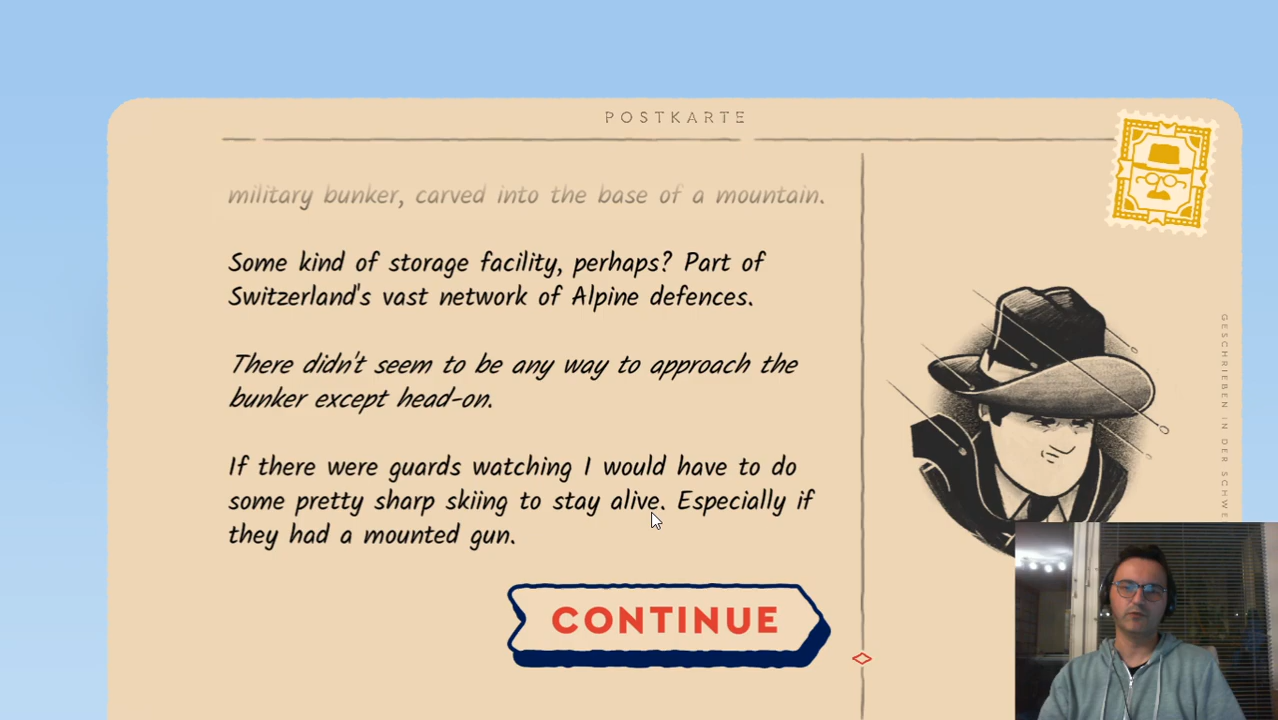 POSTKARTE
military bunker, carved into the base of a mountain.
Some kind of storage facility, perhaps? Part of
Switzerland's vast network of Alpine defences.
There didn't seem to be any way to approach the
bunker except head-on.
If there were guards watching I would have to do
some pretty sharp skiing to stay alive. Especially if
they had a mounted gun.
CONTINUE
GESCHRIEBEN IN DER SCHWE